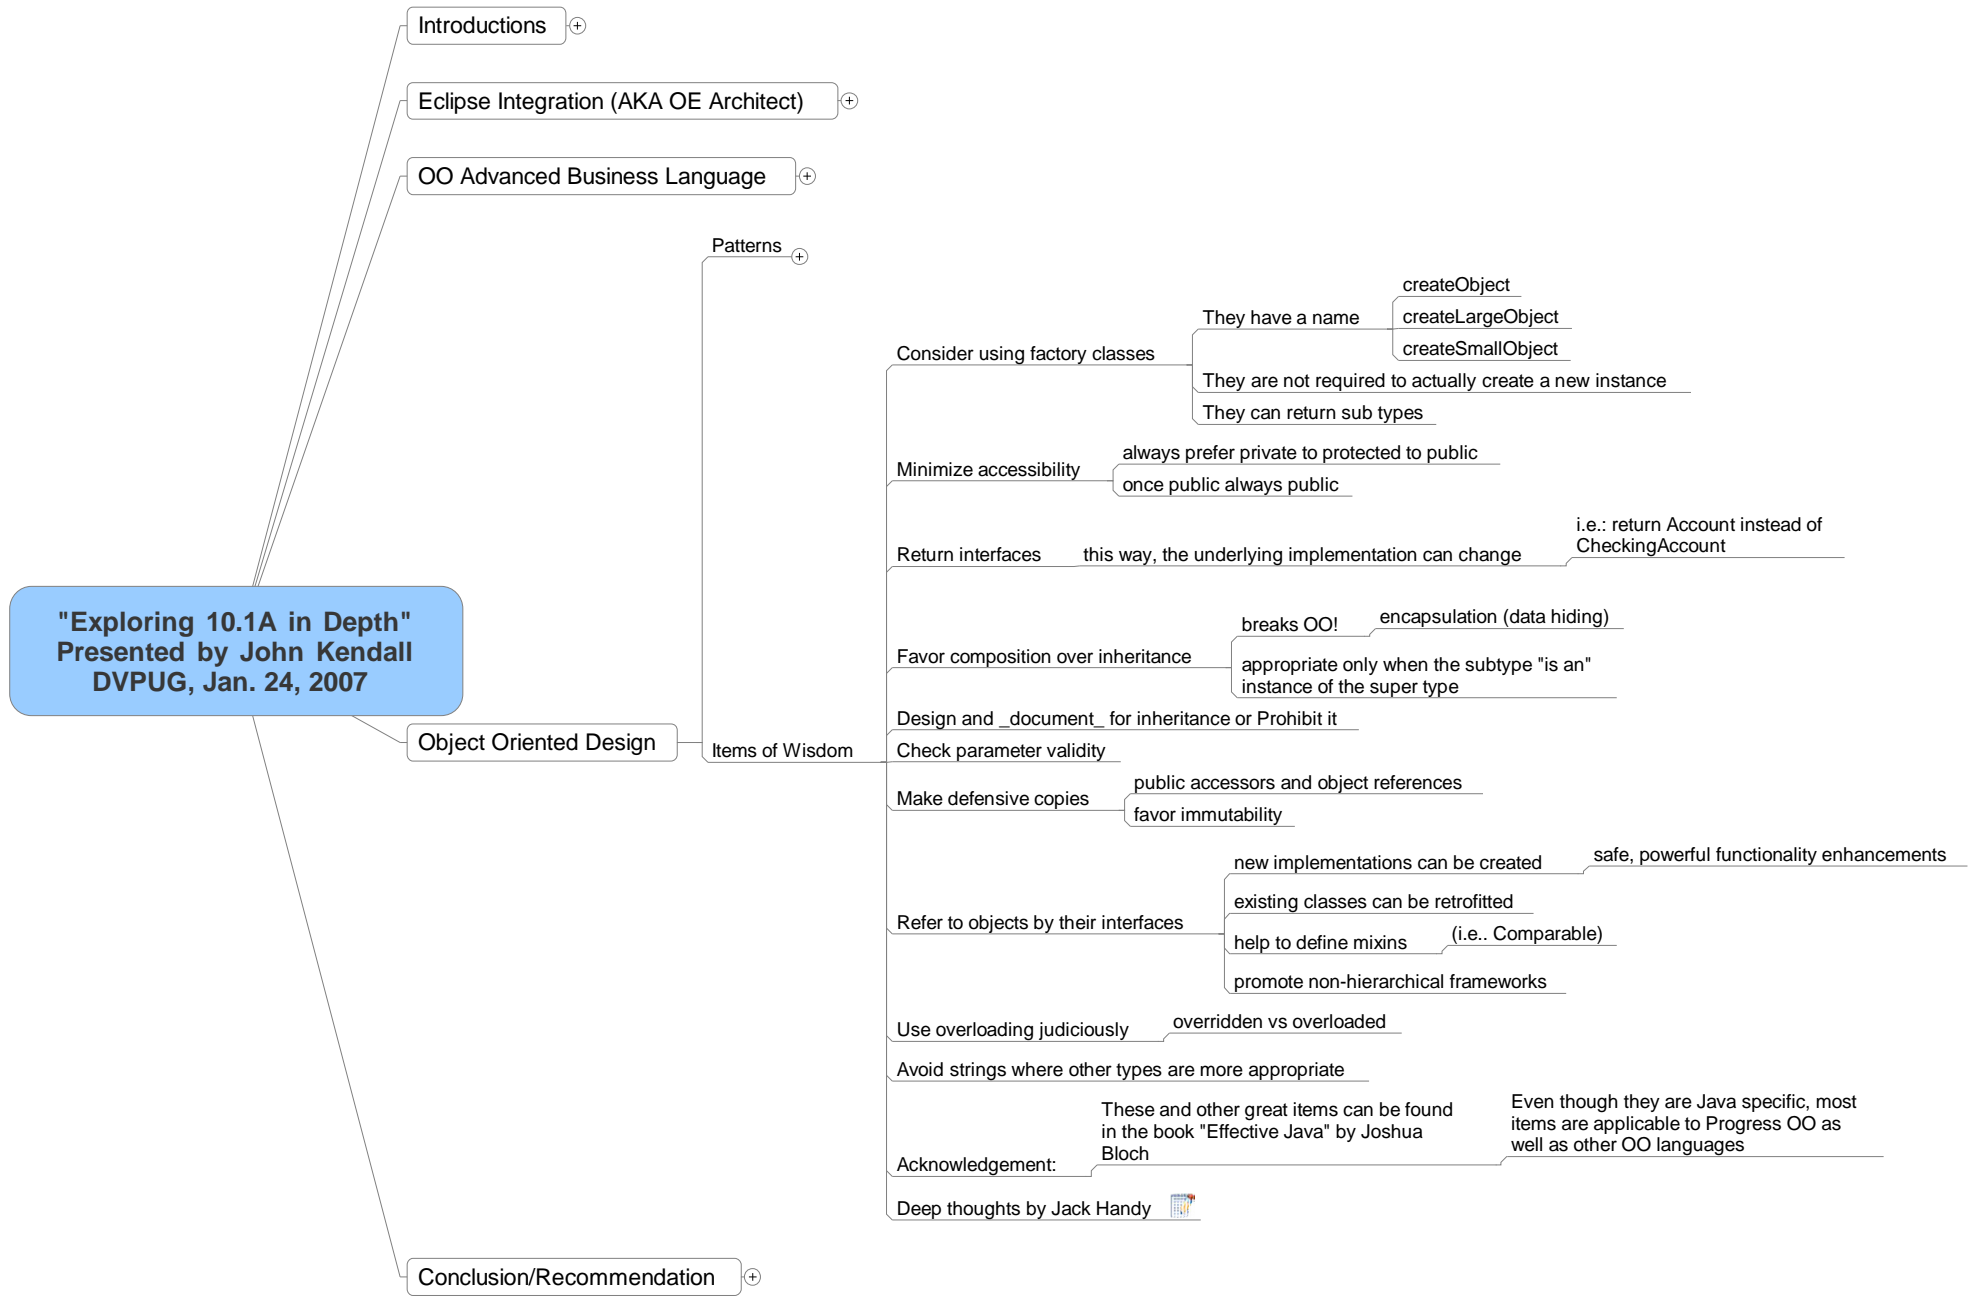 Introductions
Eclipse Integration (AKA OE Architect)
OO Advanced Business Language
"Exploring 10.1A in Depth"
Presented by John Kendall
DVPUG, Jan. 24, 2007
Object Oriented Design
Patterns
Items of Wisdom
Consider using factory classes
They have a name
createObject
createLargeObject
createSmallObject
They are not required to actually create a new instance
They can return sub types
Minimize accessibility
always prefer private to protected to public
once public always public
Return interfaces
this way, the underlying implementation can change
i.e.: return Account instead of
CheckingAccount
Favor composition over inheritance
breaks OO!
encapsulation (data hiding)
appropriate only when the subtype "is an"
instance of the super type
Design and _document_ for inheritance or Prohibit it
Check parameter validity
Make defensive copies
public accessors and object references
favor immutability
Refer to objects by their interfaces
new implementations can be created
safe, powerful functionality enhancements
existing classes can be retrofitted
help to define mixins
(i.e.. Comparable)
promote non-hierarchical frameworks
Use overloading judiciously
overridden vs overloaded
Avoid strings where other types are more appropriate
Acknowledgement:
These and other great items can be found
in the book "Effective Java" by Joshua
Bloch
Even though they are Java specific, most
items are applicable to Progress OO as
well as other OO languages
Deep thoughts by Jack Handy
Conclusion/Recommendation